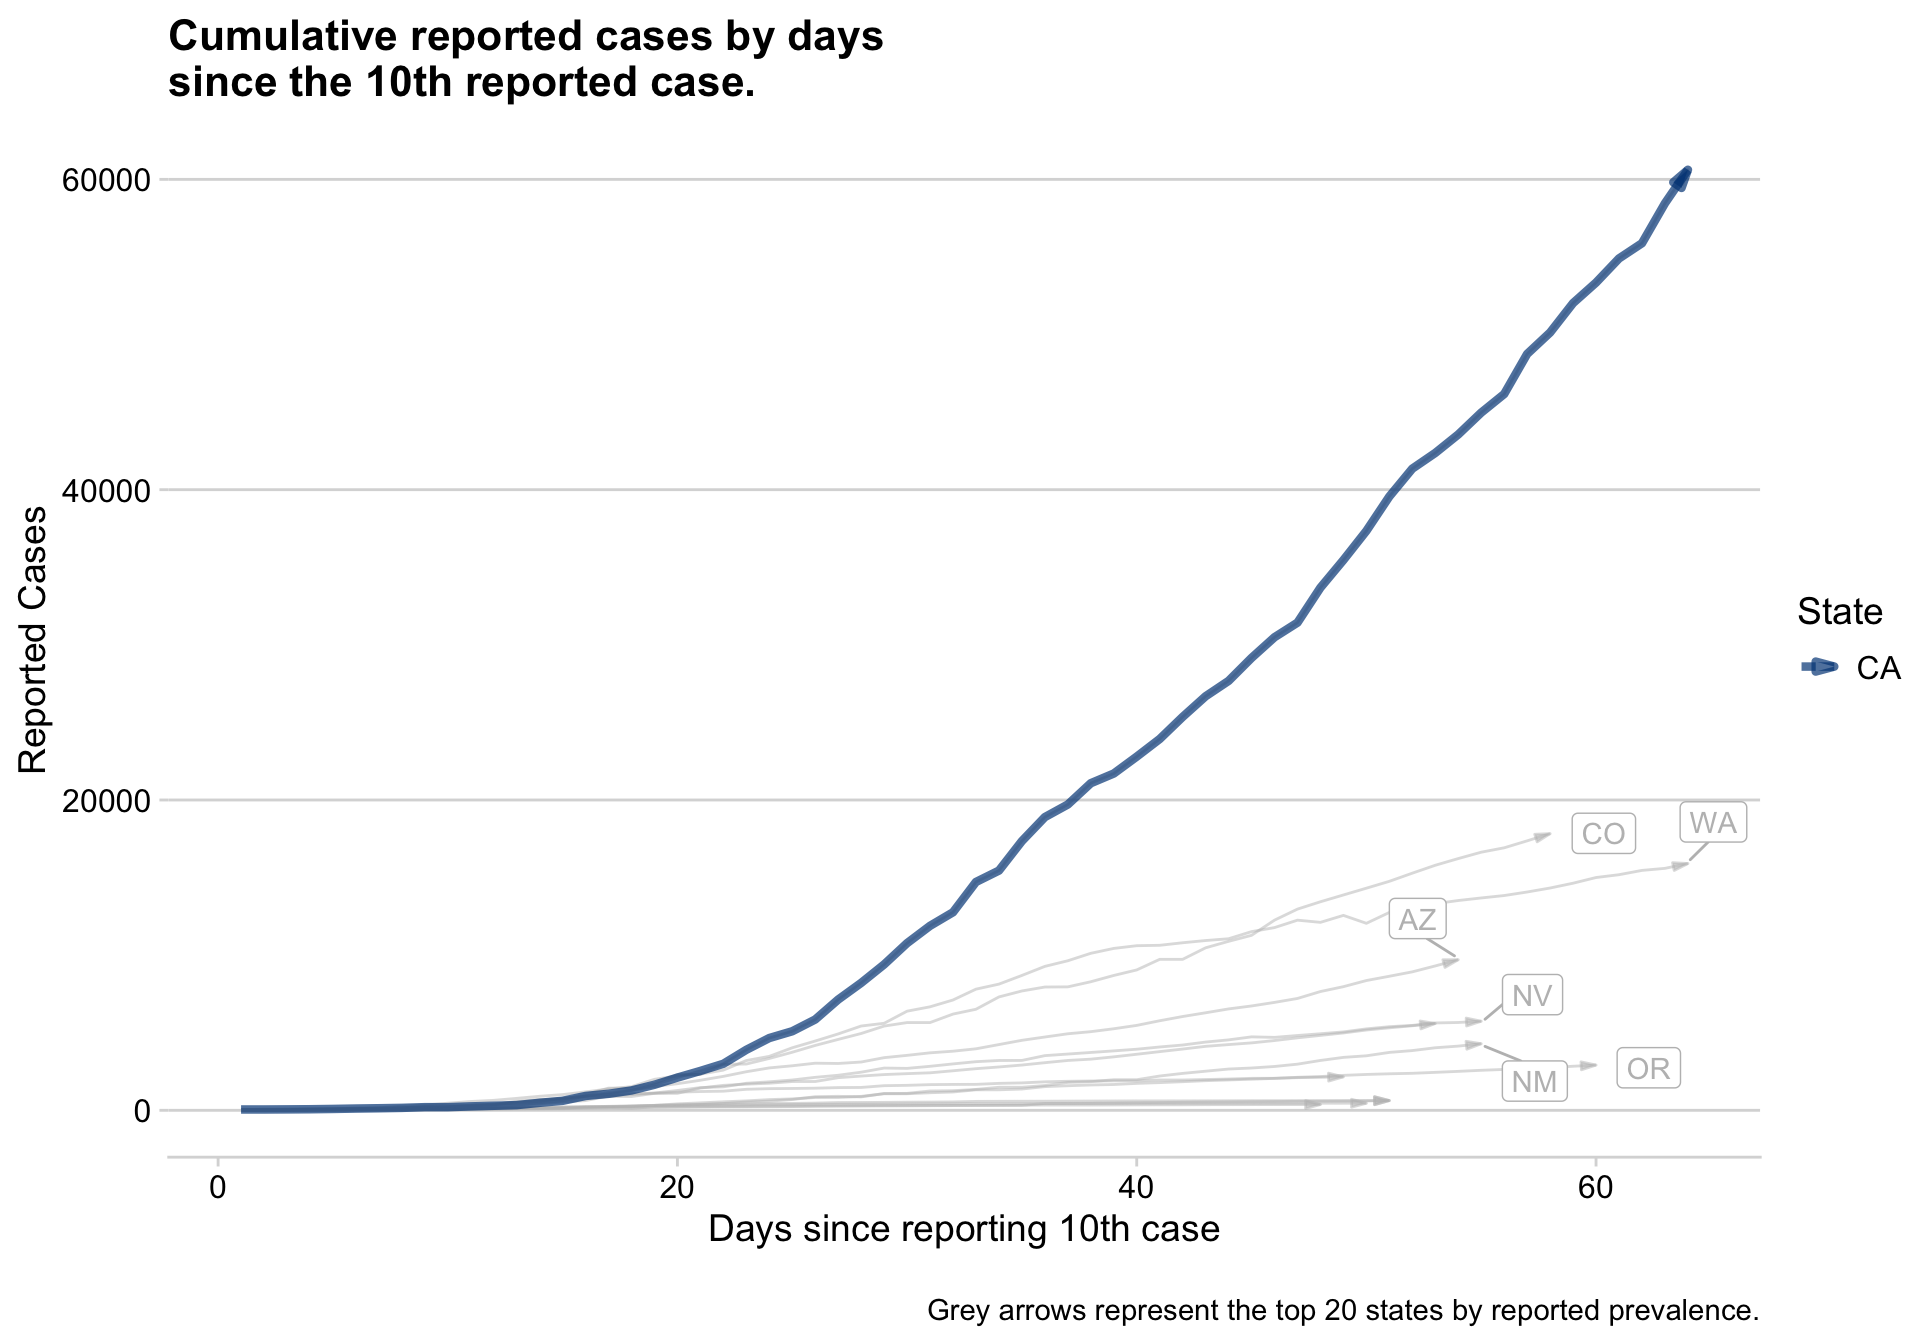 Cumulative reported cases by days
since the 10th reported case.
60000
40000
20000
0
Reported Cases
CO
WA
AZ
NV
NM
OR
State
CA
0 20 40 60
Days since reporting 10th case
Grey arrows represent the top 20 states by reported prevalence.